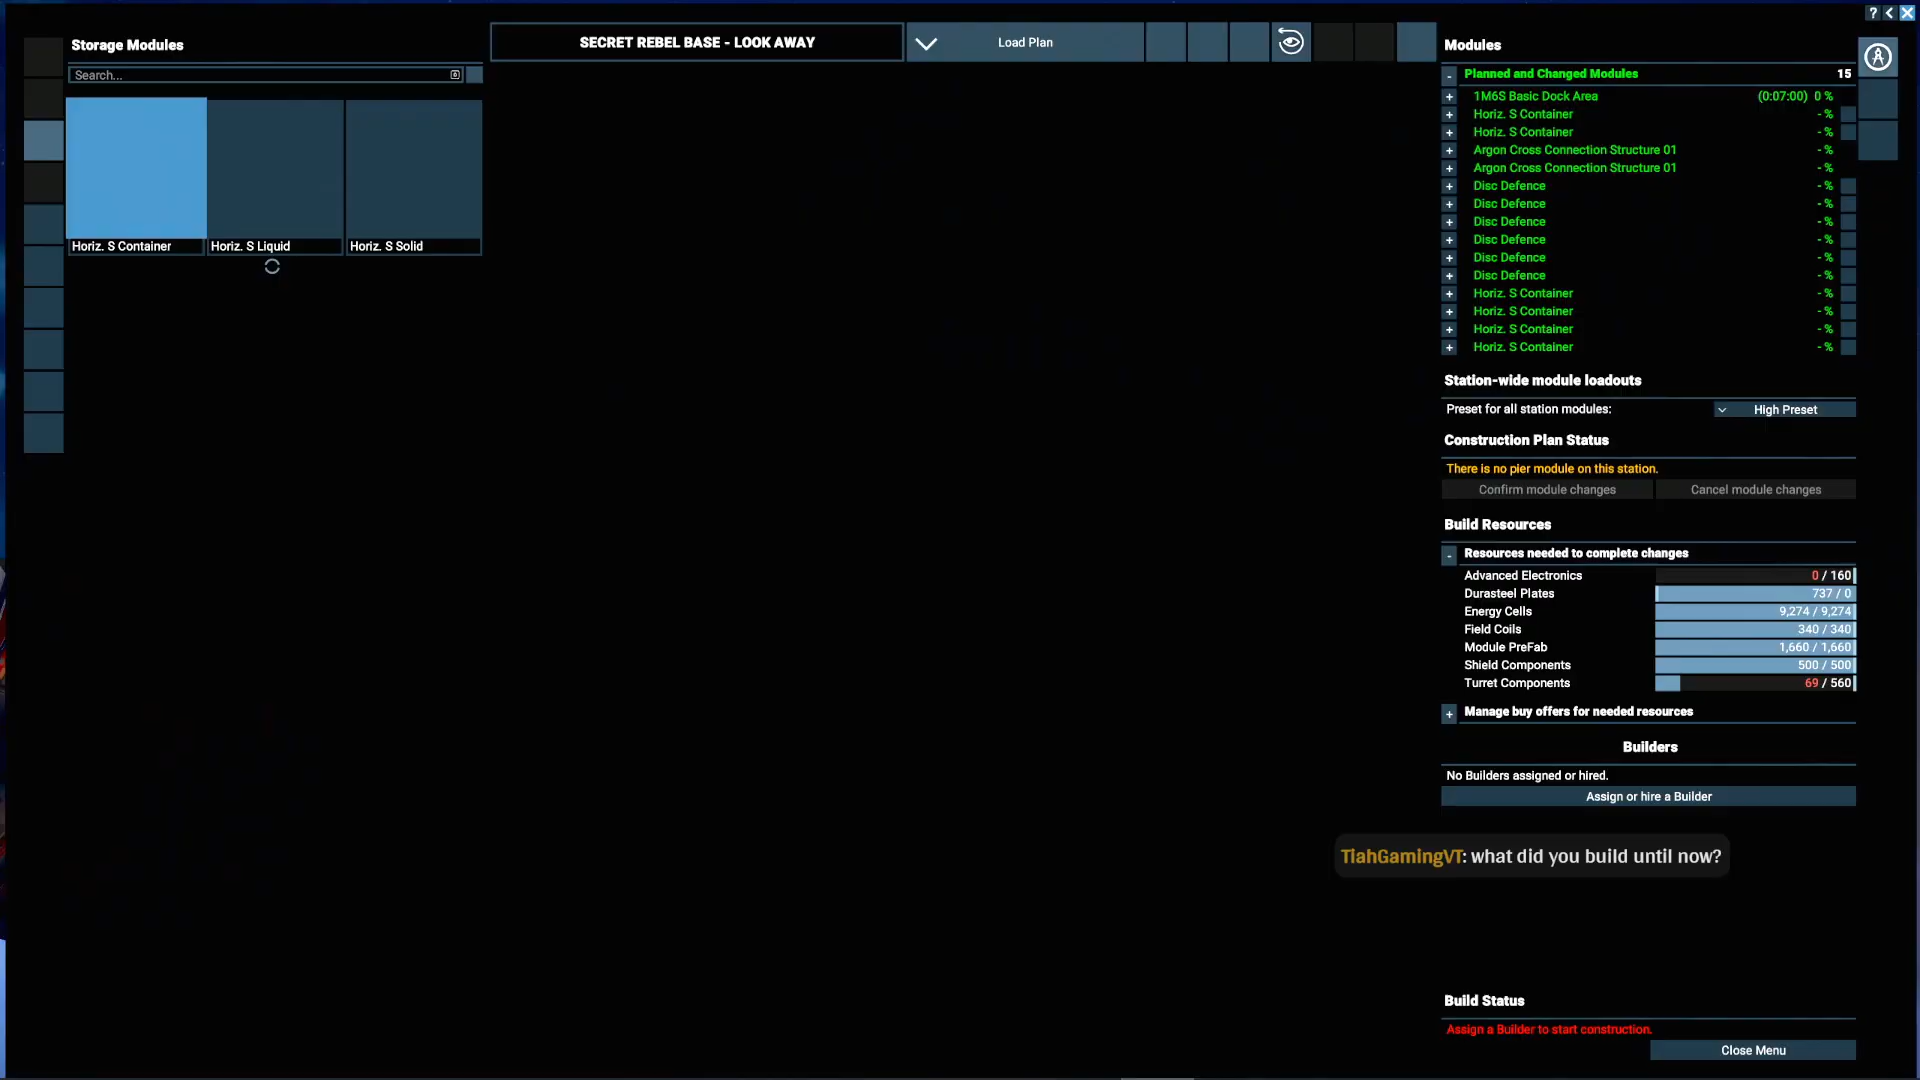 Storage Modules
Search...
Horiz. S Container
Horiz. S Liquid
Horiz. S Solid
SECRET REBEL BASE - LOOK AWAY
Load Plan
? <
Modules
- Planned and Changed Modules 15
+ 1M6S Basic Dock Area (0:07:00) 0 %
+ Horiz. S Container - %
+ Horiz. S Container - %
+ Argon Cross Connection Structure 01 - %
+ Argon Cross Connection Structure 01 - %
+ Disc Defence - %
+ Disc Defence - %
+ Disc Defence - %
+ Disc Defence - %
+ Disc Defence - %
+ Disc Defence - %
+ Horiz. S Container - %
+ Horiz. S Container - %
+ Horiz. S Container - %
+ Horiz. S Container - %
Station-wide module loadouts
Preset for all station modules: High Preset
Construction Plan Status
There is no pier module on this station.
Confirm module changes Cancel module changes
Build Resources
- Resources needed to complete changes
Advanced Electronics 0 / 160
Durasteel Plates 737 / 0
Energy Cells 9,274 / 9,274
Field Coils 340 / 340
Module PreFab 1,660 / 1,660
Shield Components 500 / 500
Turret Components 69 / 560
+ Manage buy offers for needed resources
Builders
No Builders assigned or hired.
Assign or hire a Builder
TiahGamingVT: what did you build until now?
Build Status
Assign a Builder to start construction.
Close Menu